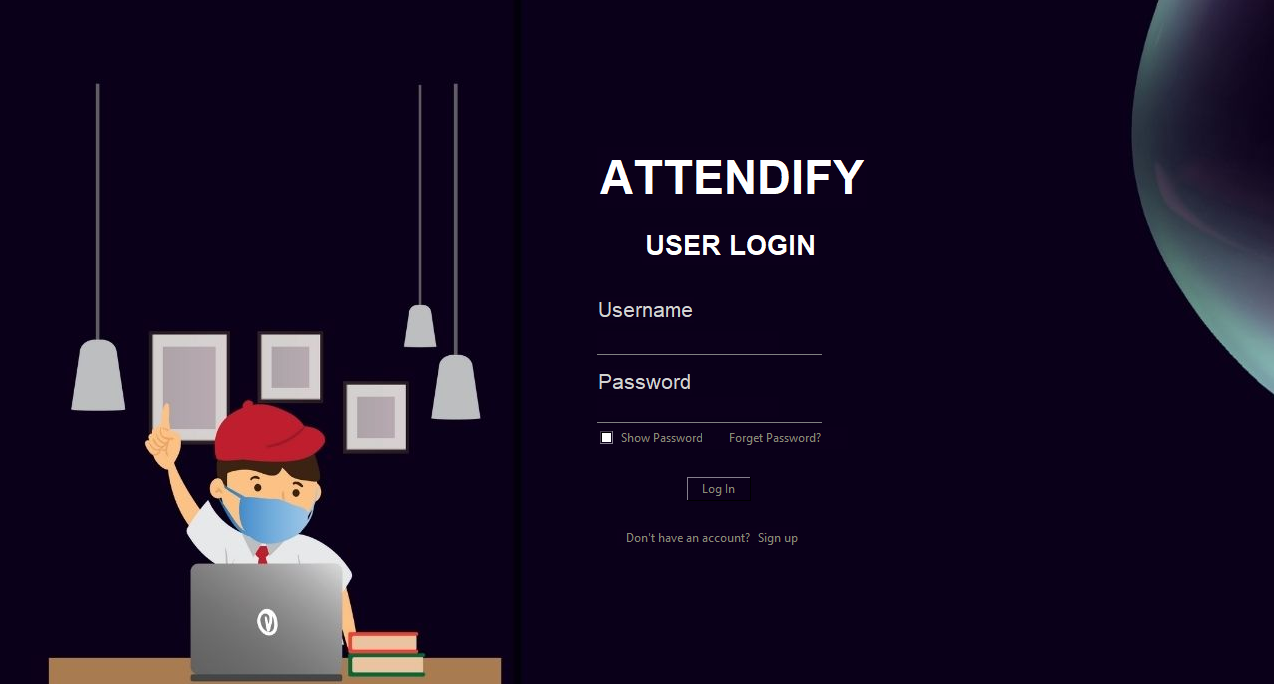 ATTENDIFY
USER LOGIN
Username
Password
Show Password Forget Password?
Log In
Don't have an account? Sign up